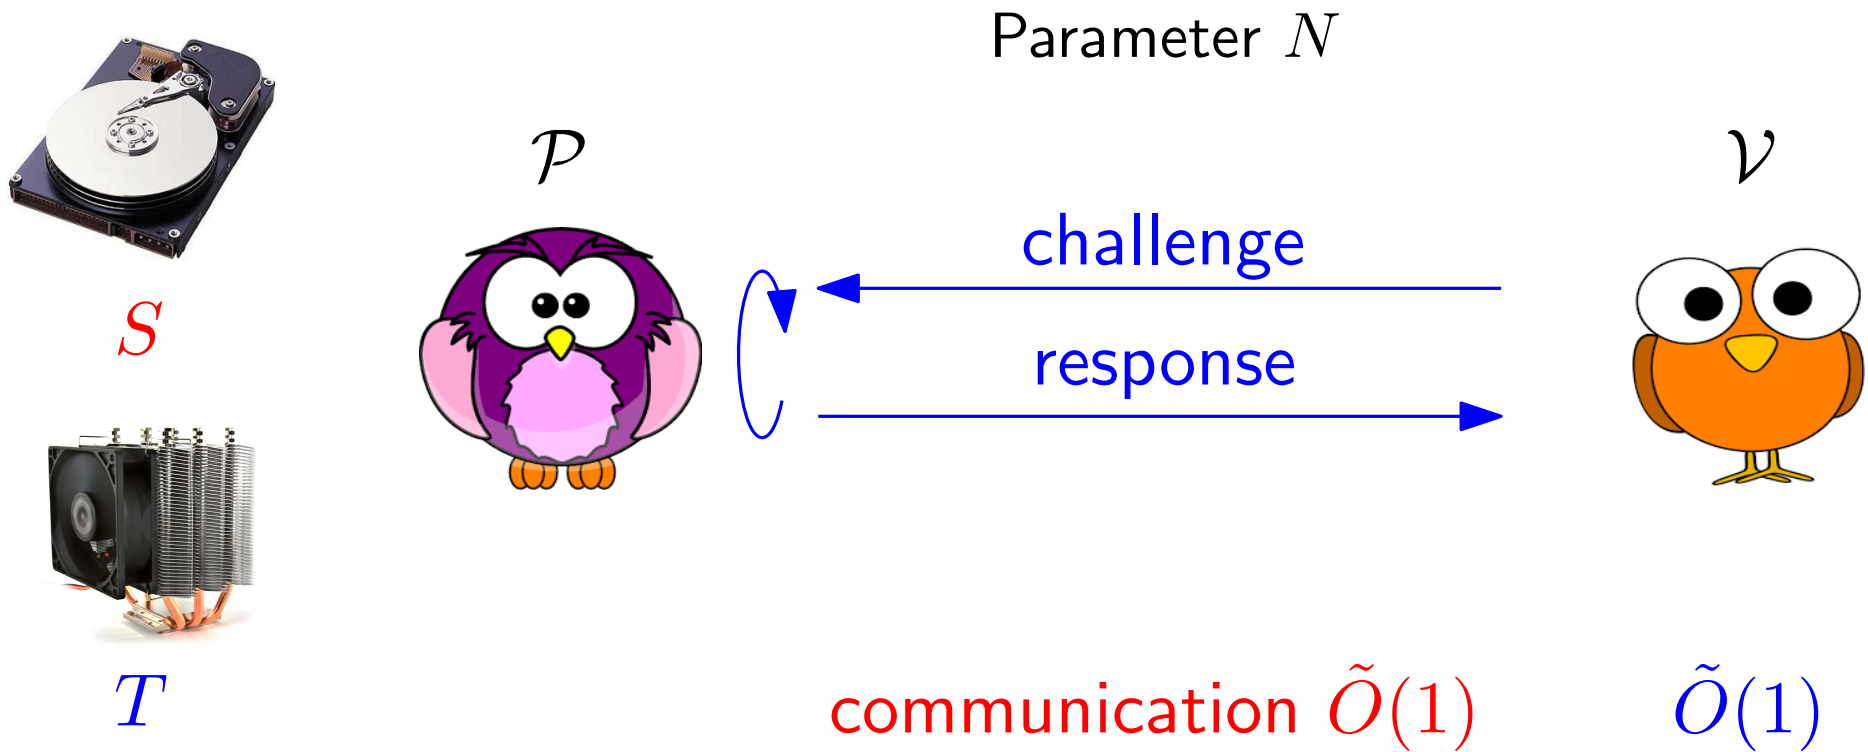 Parameter N
𝒫
𝒱
challenge
response
S
T
communication Õ(1)
Õ(1)